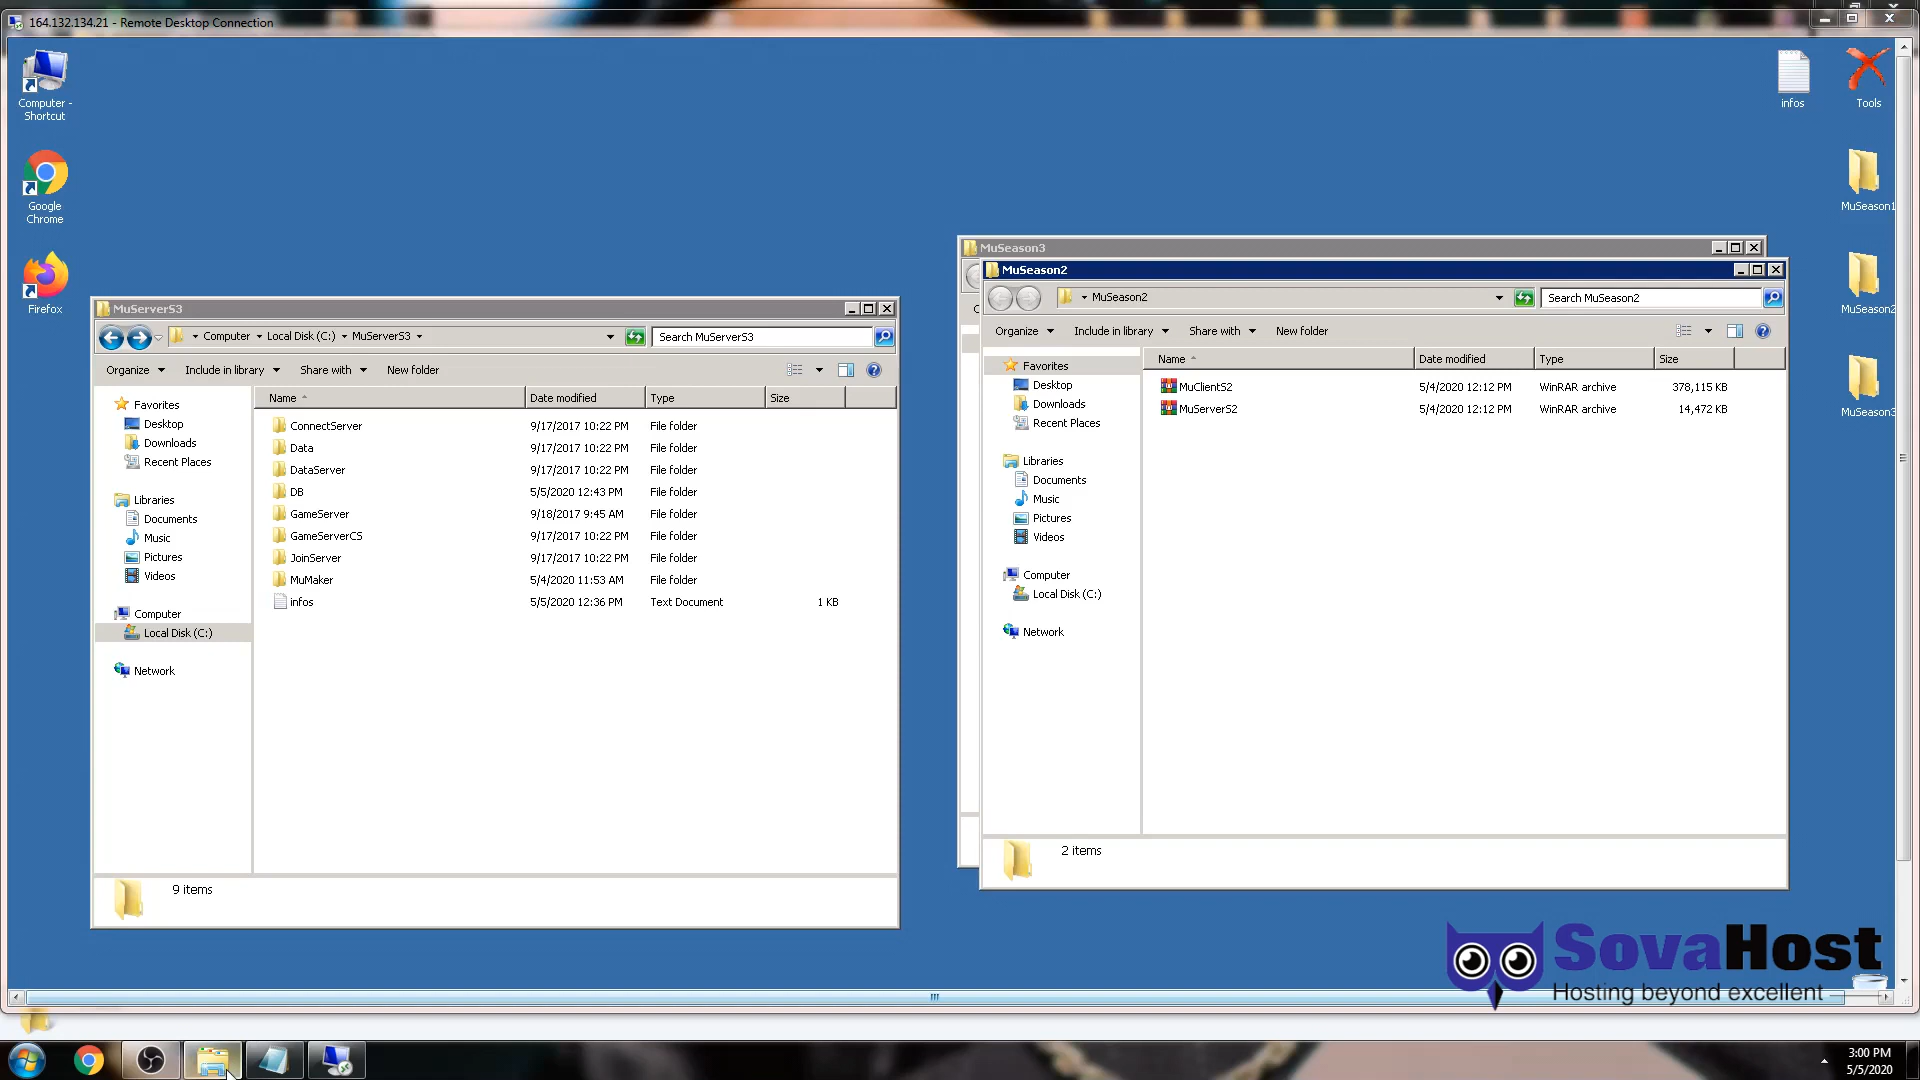 164.132.134.21 - Remote Desktop Connection
Computer -
Shortcut
Google
Chrome
Firefox
infos
Tools
MuSeason1
MuSeason2
MuSeason3
MuServerS3
Computer
Local Disk (C:)
MuServerS3
Search MuServerS3
Organize
Include in library
Share with
New folder
Favorites
Desktop
Downloads
Recent Places
Libraries
Documents
Music
Pictures
Videos
Computer
Local Disk (C:)
Network
Name
Date modified
Type
Size
ConnectServer 9/17/2017 10:22 PM File folder
Data 9/17/2017 10:22 PM File folder
DataServer 9/17/2017 10:22 PM File folder
DB 5/5/2020 12:43 PM File folder
GameServer 9/18/2017 9:45 AM File folder
GameServerCS 9/17/2017 10:22 PM File folder
JoinServer 9/17/2017 10:22 PM File folder
MuMaker 5/4/2020 11:53 AM File folder
infos 5/5/2020 12:36 PM Text Document 1 KB
9 items
MuSeason3
MuSeason2
MuSeason2
Search MuSeason2
Organize
Include in library
Share with
New folder
Favorites
Desktop
Downloads
Recent Places
Libraries
Documents
Music
Pictures
Videos
Computer
Local Disk (C:)
Network
Name
Date modified
Type
Size
MuClientS2 5/4/2020 12:12 PM WinRAR archive 378,115 KB
MuServerS2 5/4/2020 12:12 PM WinRAR archive 14,472 KB
2 items
SovaHost
Hosting beyond excellent
3:00 PM
5/5/2020